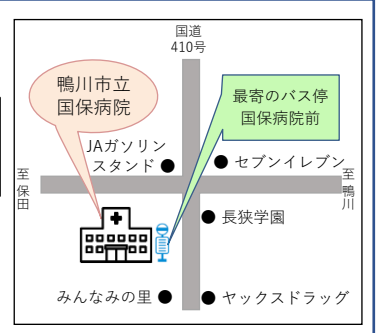 国道
410号
鴨川市立
国保病院
最寄のバス停
国保病院前
JAガソリン
スタンド
セブンイレブン
至保田
至鴨川
長狭学園
みんなみの里
ヤックスドラッグ